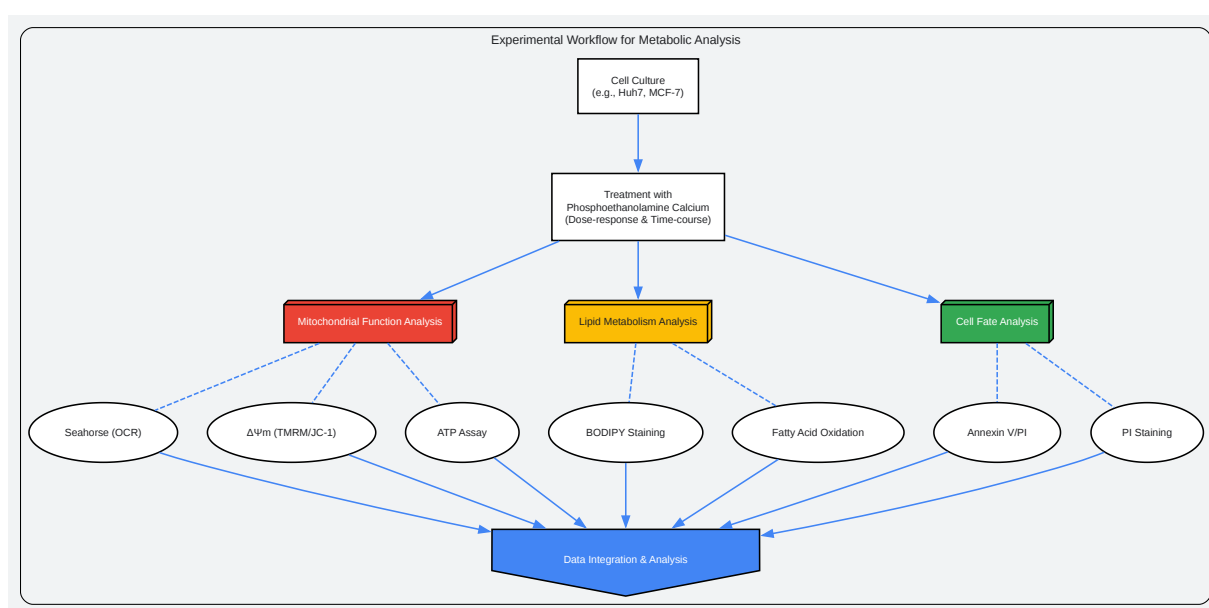 Experimental Workflow for Metabolic Analysis
Cell Culture
(e.g., Huh7, MCF-7)
Treatment with
Phosphoethanolamine Calcium
(Dose-response & Time-course)
Mitochondrial Function Analysis
Lipid Metabolism Analysis
Cell Fate Analysis
Seahorse (OCR)
ΔΨm (TMRM/JC-1)
ATP Assay
BODIPY Staining
Fatty Acid Oxidation
Annexin V/PI
PI Staining
Data Integration & Analysis